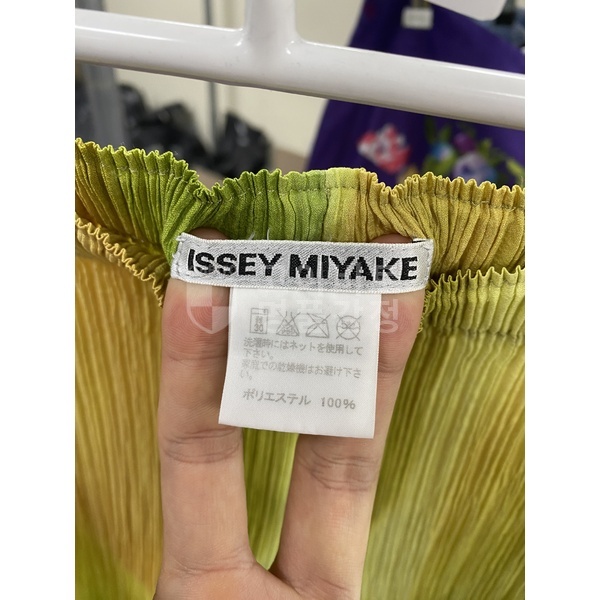 ISSEY MIYAKE
洗濯時にはネットを使用して下
さい。
家庭での乾燥機はお避け下さ
い。
ポリエステル 100%